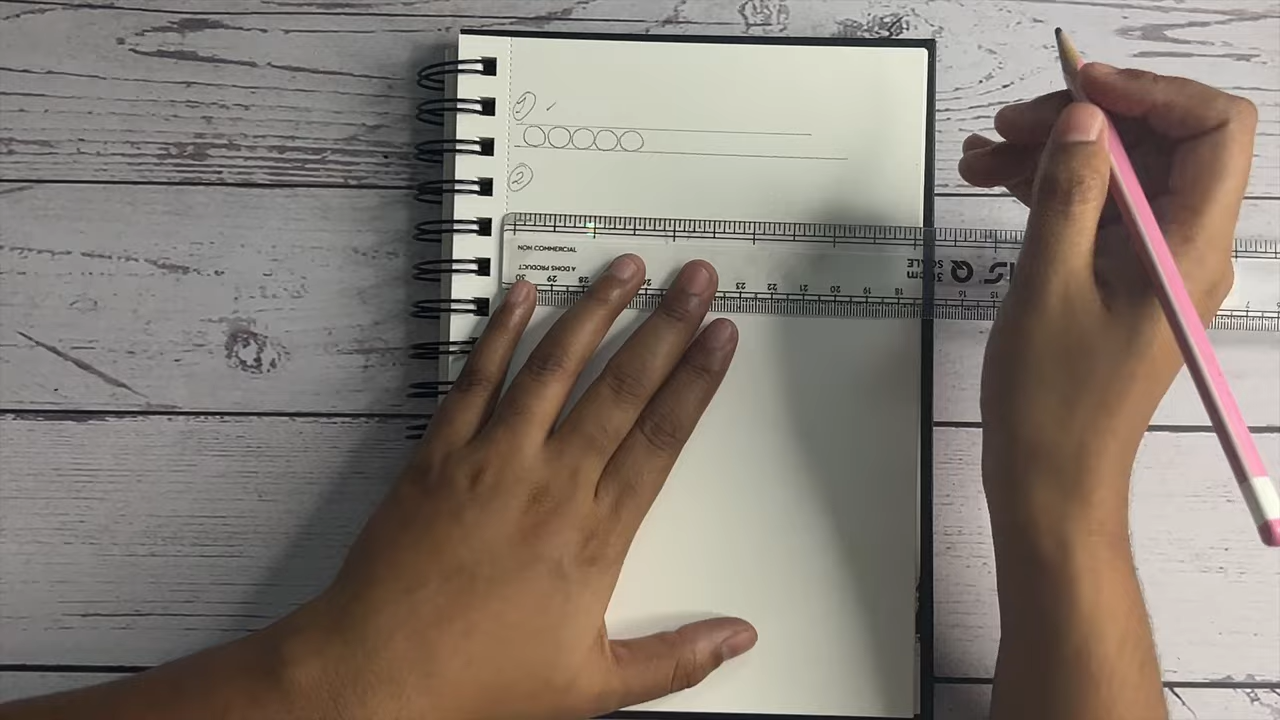 1
2
NON COMMERCIAL
A DOMS PRODUCT
30 29 28 23 22 21 20 19 18 16 15 7
30cm
Q SCALE